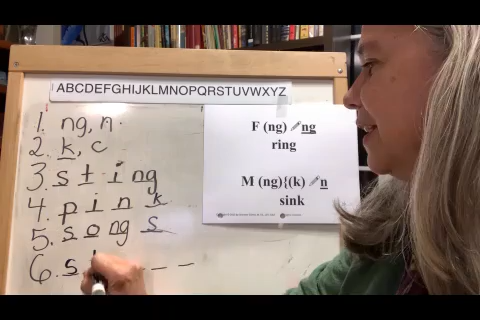 ABCDEFGHIJKLMNOPQRSTUVWXYZ
1. ng, n.
2. k, c
3. s t i ng
4. p i n k
5. s o ng s
6. s
F (ng) ng
ring
M (ng){(k) n
sink